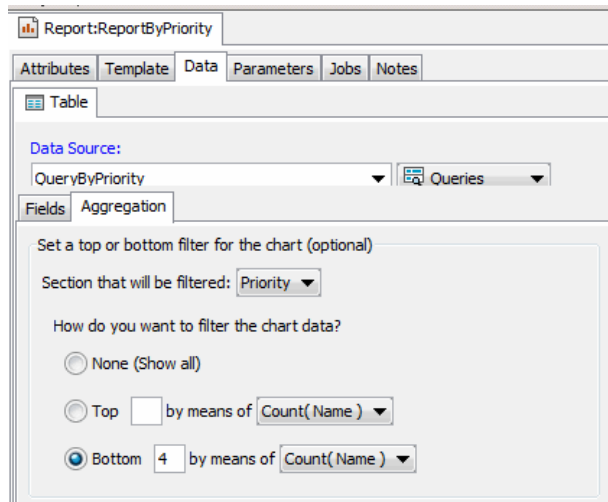 Report:ReportByPriority
Attributes Template Data Parameters Jobs Notes
Table
Data Source:
QueryByPriority Queries
Fields Aggregation
Set a top or bottom filter for the chart (optional)
Section that will be filtered: Priority
How do you want to filter the chart data?
None (Show all)
Top by means of Count( Name )
Bottom 4 by means of Count( Name )